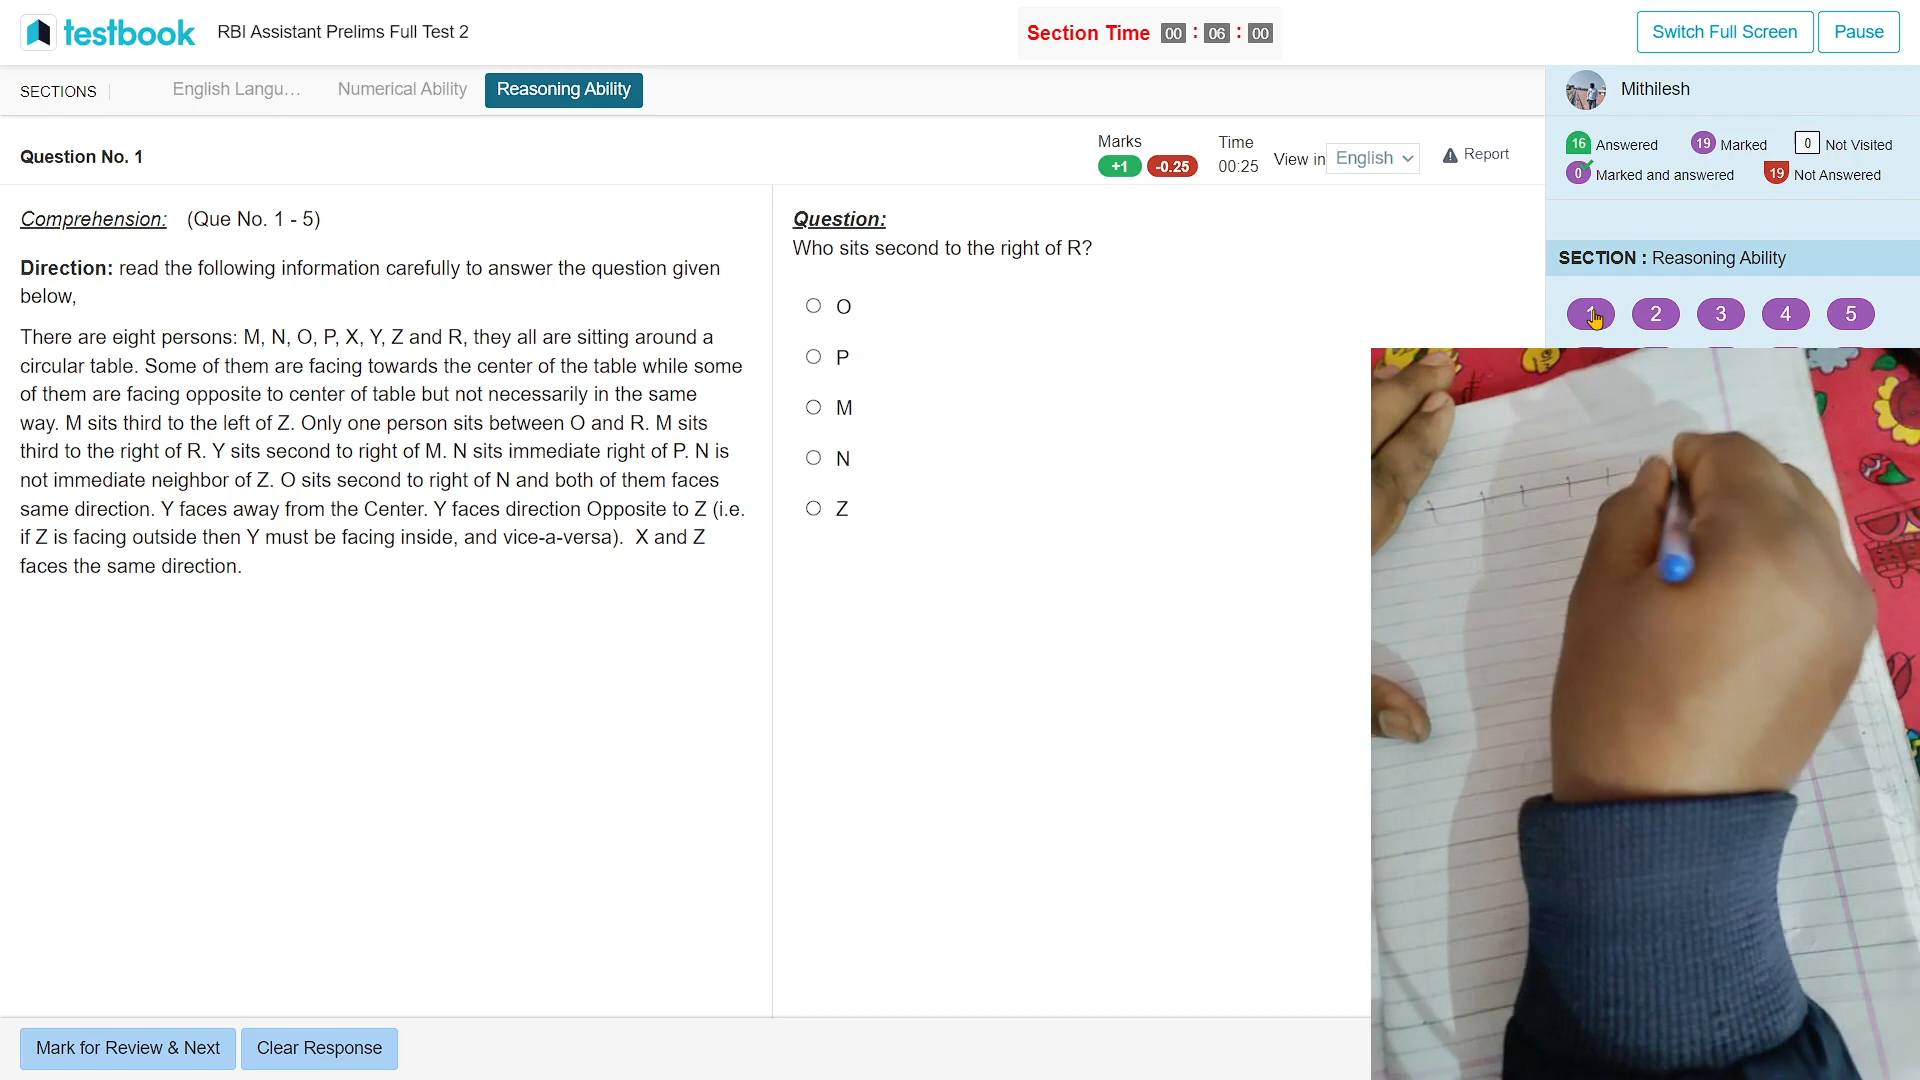 testbook
RBI Assistant Prelims Full Test 2
Section Time 00 : 06 : 00
Switch Full Screen
Pause
SECTIONS
English Langu...
Numerical Ability
Reasoning Ability
Mithilesh
Question No. 1
Marks
+1
-0.25
Time
00:25
View in
English
Report
16 Answered
19 Marked
0 Not Visited
0 Marked and answered
19 Not Answered
SECTION : Reasoning Ability
1 2 3 4 5
Comprehension: (Que No. 1 - 5)
Direction: read the following information carefully to answer the question given
below,
There are eight persons: M, N, O, P, X, Y, Z and R, they all are sitting around a
circular table. Some of them are facing towards the center of the table while some
of them are facing opposite to center of table but not necessarily in the same
way. M sits third to the left of Z. Only one person sits between O and R. M sits
third to the right of R. Y sits second to right of M. N sits immediate right of P. N is
not immediate neighbor of Z. O sits second to right of N and both of them faces
same direction. Y faces away from the Center. Y faces direction Opposite to Z (i.e.
if Z is facing outside then Y must be facing inside, and vice-a-versa). X and Z
faces the same direction.
Question:
Who sits second to the right of R?
O
P
M
N
Z
Mark for Review & Next
Clear Response